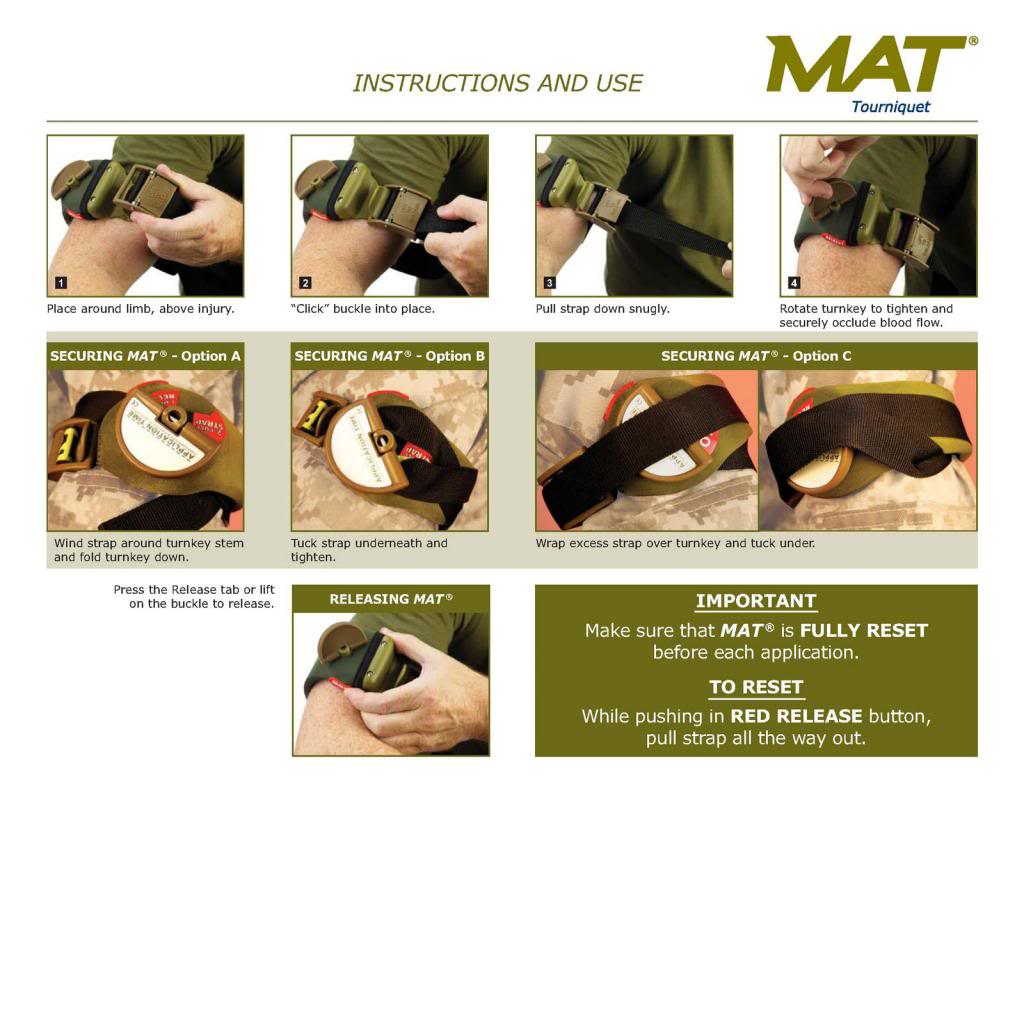 INSTRUCTIONS AND USE
MAT®
Tourniquet
1
2
3
4
Place around limb, above injury.
“Click” buckle into place.
Pull strap down snugly.
Rotate turnkey to tighten and
securely occlude blood flow.
SECURING MAT® - Option A
SECURING MAT® - Option B
SECURING MAT® - Option C
STRAP
APPLICATION TIME
APPLICATION TIME
Wind strap around turnkey stem
and fold turnkey down.
Tuck strap underneath and
tighten.
Wrap excess strap over turnkey and tuck under.
Press the Release tab or lift
on the buckle to release.
RELEASING MAT®
IMPORTANT
Make sure that MAT® is FULLY RESET
before each application.
TO RESET
While pushing in RED RELEASE button,
pull strap all the way out.